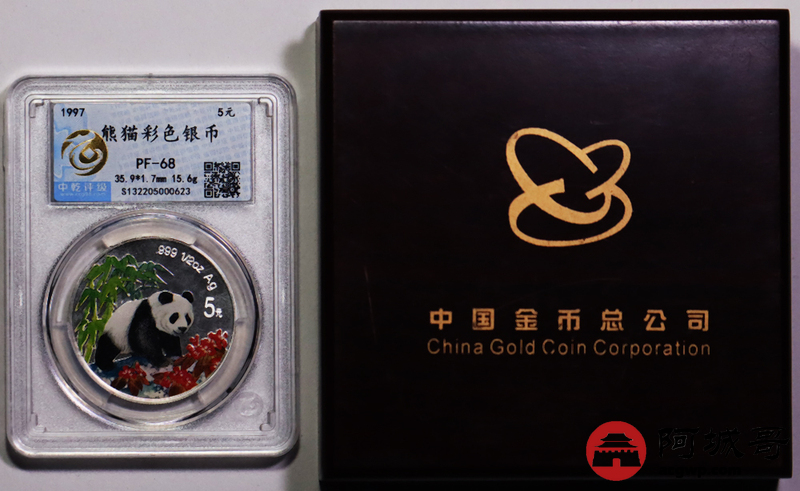 1997 5元
熊猫彩色银币
PF-68
35.9*1.7mm 15.6g
S132205000623
中乾评级
.999 1/2oz Ag
5元
中国金币总公司
China Gold Coin Corporation
阿城哥